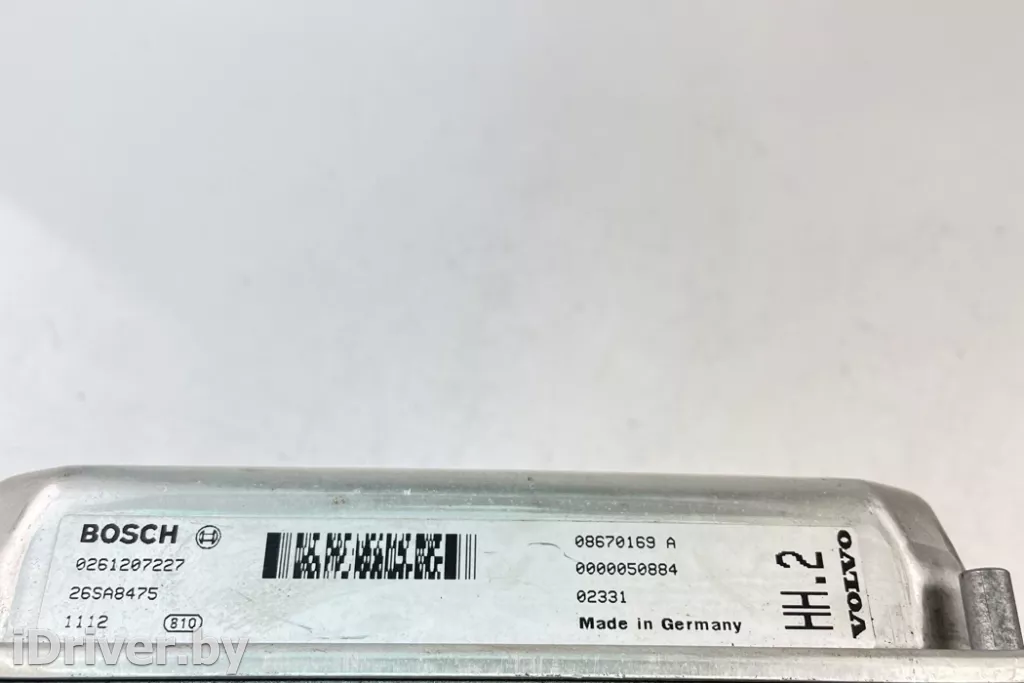 BOSCH
0261207227
26SA8475
1112 810
08670169 A
0000050884
02331
Made in Germany
HH.2
VOLVO
iDriver.by